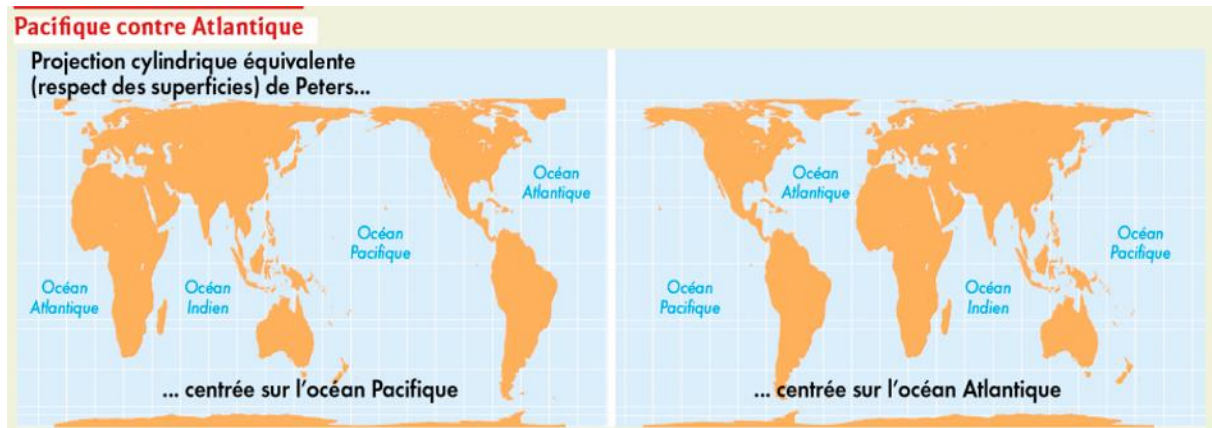 Pacifique contre Atlantique
Projection cylindrique équivalente
(respect des superficies) de Peters...
Océan
Atlantique
Océan
Pacifique
Océan
Atlantique
Océan
Indien
... centrée sur l'océan Pacifique
Océan
Atlantique
Océan
Pacifique
Océan
Pacifique
Océan
Indien
... centrée sur l'océan Atlantique